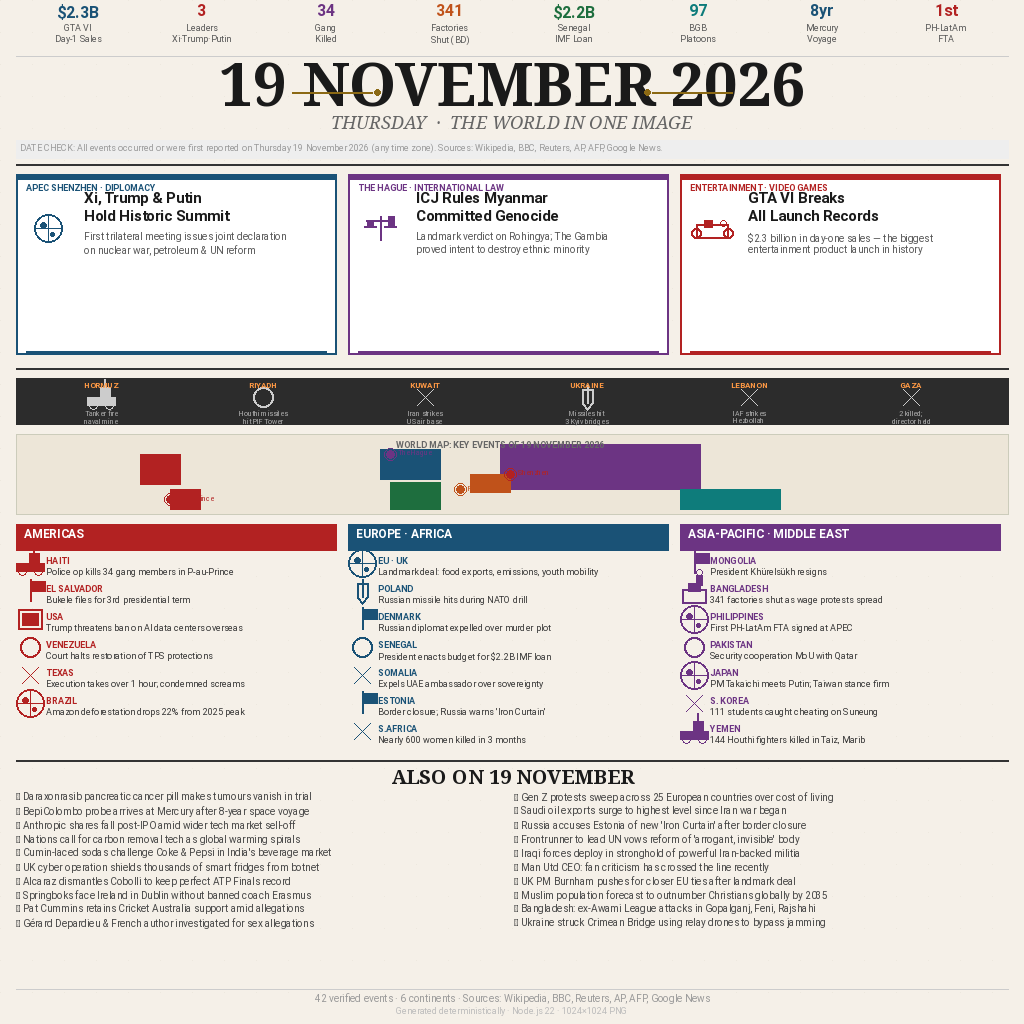 $2.3B
GTA VI
Day-1 Sales
3
Leaders
Xi·Trump·Putin
34
Gang
Killed
341
Factories
Shut (BD)
$2.2B
Senegal
IMF Loan
97
BGB
Platoons
8yr
Mercury
Voyage
1st
PH-LatAm
FTA
19 NOVEMBER 2026
THURSDAY · THE WORLD IN ONE IMAGE
DATE CHECK: All events occurred or were first reported on Thursday 19 November 2026 (any time zone). Sources: Wikipedia, BBC, Reuters, AP, AFP, Google News.
APEC SHENZHEN · DIPLOMACY
Xi, Trump & Putin
Hold Historic Summit
First trilateral meeting issues joint declaration
on nuclear war, petroleum & UN reform
THE HAGUE · INTERNATIONAL LAW
ICJ Rules Myanmar
Committed Genocide
Landmark verdict on Rohingya; The Gambia
proved intent to destroy ethnic minority
ENTERTAINMENT · VIDEO GAMES
GTA VI Breaks
All Launch Records
$2.3 billion in day-one sales — the biggest
entertainment product launch in history
HORMUZ
Tanker fire
naval mine
RIYADH
Houthi missiles
hit PIF Tower
KUWAIT
Iran strikes
US air base
UKRAINE
Missiles hit
3 Kyiv bridges
LEBANON
IAF strikes
Hezbollah
GAZA
2 killed;
director hdd
WORLD MAP: KEY EVENTS OF 19 NOVEMBER 2026
AMERICAS
HAITI
Police op kills 34 gang members in P-au-Prince
EL SALVADOR
Bukele files for 3rd presidential term
USA
Trump threatens ban on AI data centers overseas
VENEZUELA
Court halts restoration of TPS protections
TEXAS
Execution takes over 1 hour; condemned screams
BRAZIL
Amazon deforestation drops 22% from 2025 peak
EUROPE · AFRICA
EU · UK
Landmark deal: food exports, emissions, youth mobility
POLAND
Russian missile hits during NATO drill
DENMARK
Russian diplomat expelled over murder plot
SENEGAL
President enacts budget for $2.2B IMF loan
SOMALIA
Expels UAE ambassador over sovereignty
ESTONIA
Border closure; Russia warns 'Iron Curtain'
S.AFRICA
Nearly 600 women killed in 3 months
ASIA-PACIFIC · MIDDLE EAST
MONGOLIA
President Khürelsükh resigns
BANGLADESH
341 factories shut as wage protests spread
PHILIPPINES
First PH-LatAm FTA signed at APEC
PAKISTAN
Security cooperation MoU with Qatar
JAPAN
PM Takaichi meets Putin; Taiwan stance firm
S. KOREA
111 students caught cheating on Suneung
YEMEN
144 Houthi fighters killed in Taiz, Marib
ALSO ON 19 NOVEMBER
Daraxonrasib pancreatic cancer pill makes tumours vanish in trial
BepiColombo probe arrives at Mercury after 8-year space voyage
Anthropic shares fall post-IPO amid wider tech market sell-off
Nations call for carbon removal tech as global warming spirals
Cumin-laced sodas challenge Coke & Pepsi in India's beverage market
UK cyber operation shields thousands of smart fridges from botnet
Alcaraz dismantles Cobolli to keep perfect ATP Finals record
Springboks face Ireland in Dublin without banned coach Erasmus
Pat Cummins retains Cricket Australia support amid allegations
Gérard Depardieu & French author investigated for sex allegations
Gen Z protests sweep across 25 European countries over cost of living
Saudi oil exports surge to highest level since Iran war began
Russia accuses Estonia of new 'Iron Curtain' after border closure
Frontrunner to lead UN vows reform of 'arrogant, invisible' body
Iraqi forces deploy in stronghold of powerful Iran-backed militia
Man Utd CEO: fan criticism has crossed the line recently
UK PM Burnham pushes for closer EU ties after landmark deal
Muslim population forecast to outnumber Christians globally by 2085
Bangladesh: ex-Awami League attacks in Gopalganj, Feni, Rajshahi
Ukraine struck Crimean Bridge using relay drones to bypass jamming
42 verified events · 6 continents · Sources: Wikipedia, BBC, Reuters, AP, AFP, Google News
Generated deterministically · Node.js 22 · 1024×1024 PNG